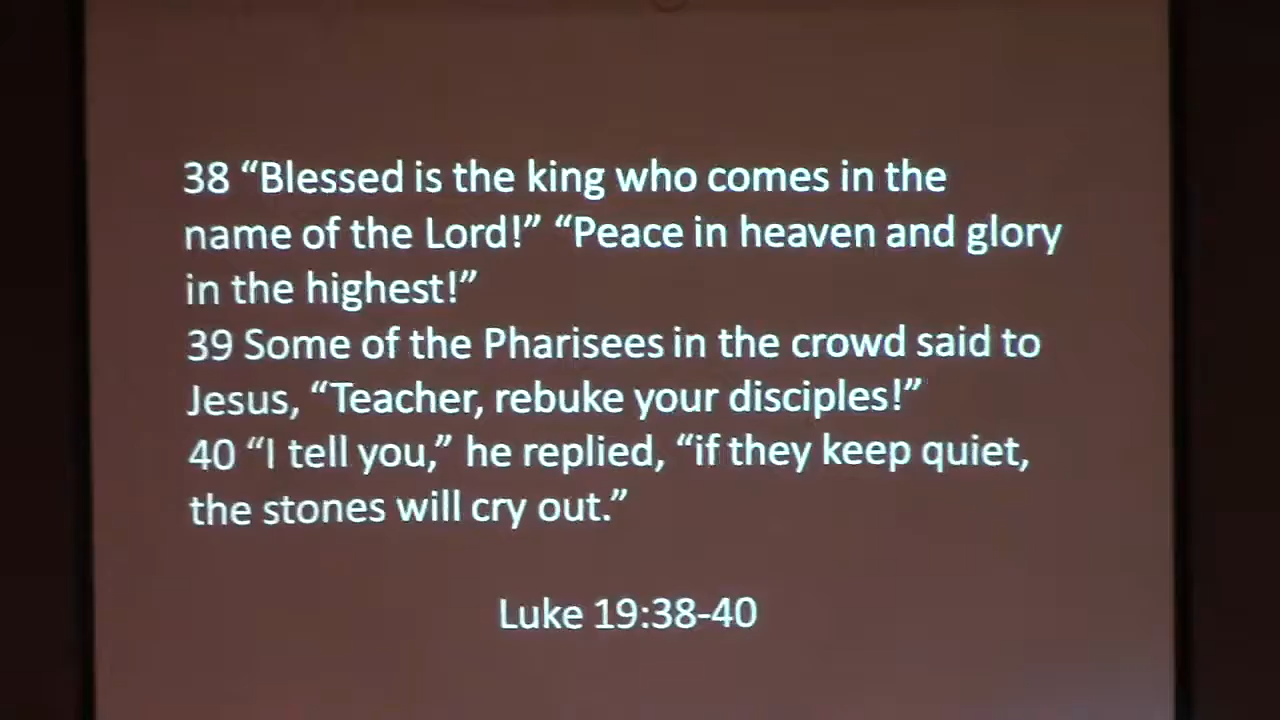 38 “Blessed is the king who comes in the
name of the Lord!” “Peace in heaven and glory
in the highest!”
39 Some of the Pharisees in the crowd said to
Jesus, “Teacher, rebuke your disciples!”
40 “I tell you,” he replied, “if they keep quiet,
the stones will cry out.”
Luke 19:38-40